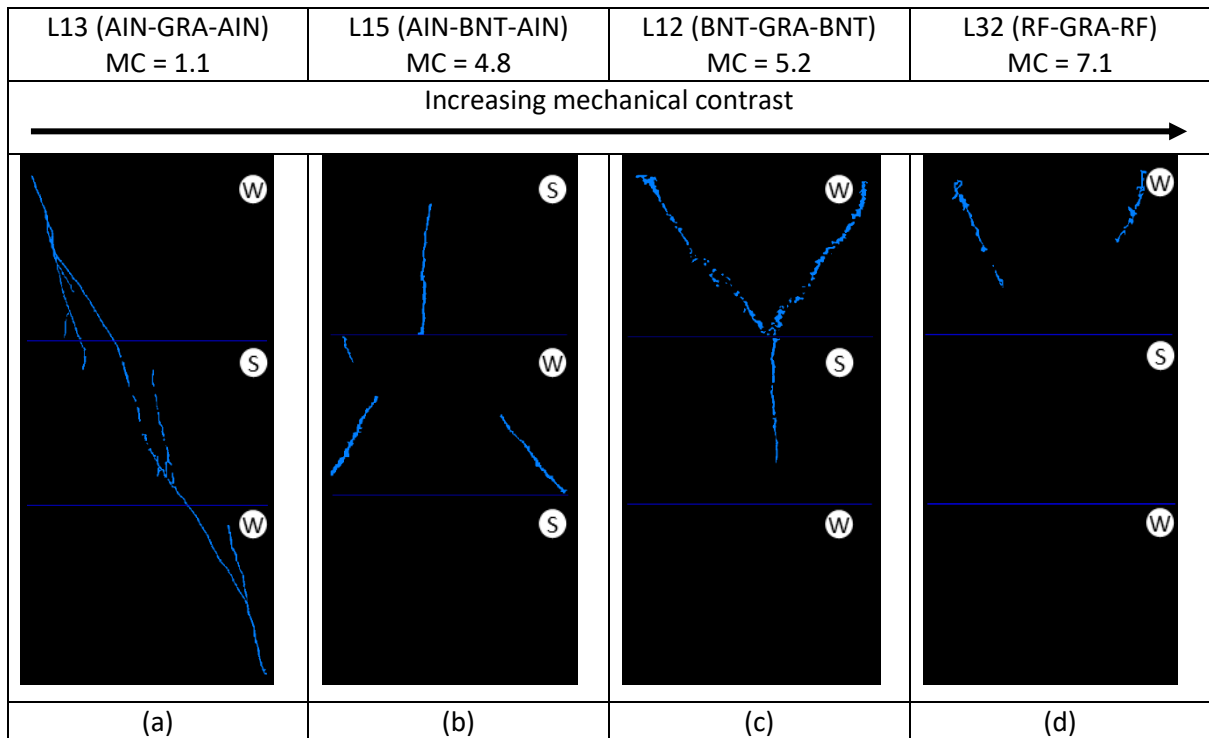 L13 (AIN-GRA-AIN)
MC = 1.1
L15 (AIN-BNT-AIN)
MC = 4.8
L12 (BNT-GRA-BNT)
MC = 5.2
L32 (RF-GRA-RF)
MC = 7.1
Increasing mechanical contrast
W
S
W
S
W
S
W
S
W
W
S
W
(a)
(b)
(c)
(d)